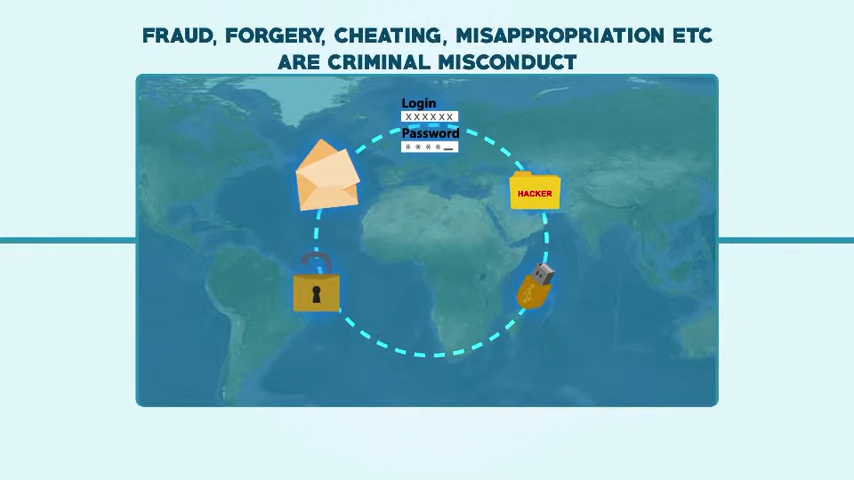 FRAUD, FORGERY, CHEATING, MISAPPROPRIATION ETC
ARE CRIMINAL MISCONDUCT
Login
XXXXXX
Password
****_
HACKER